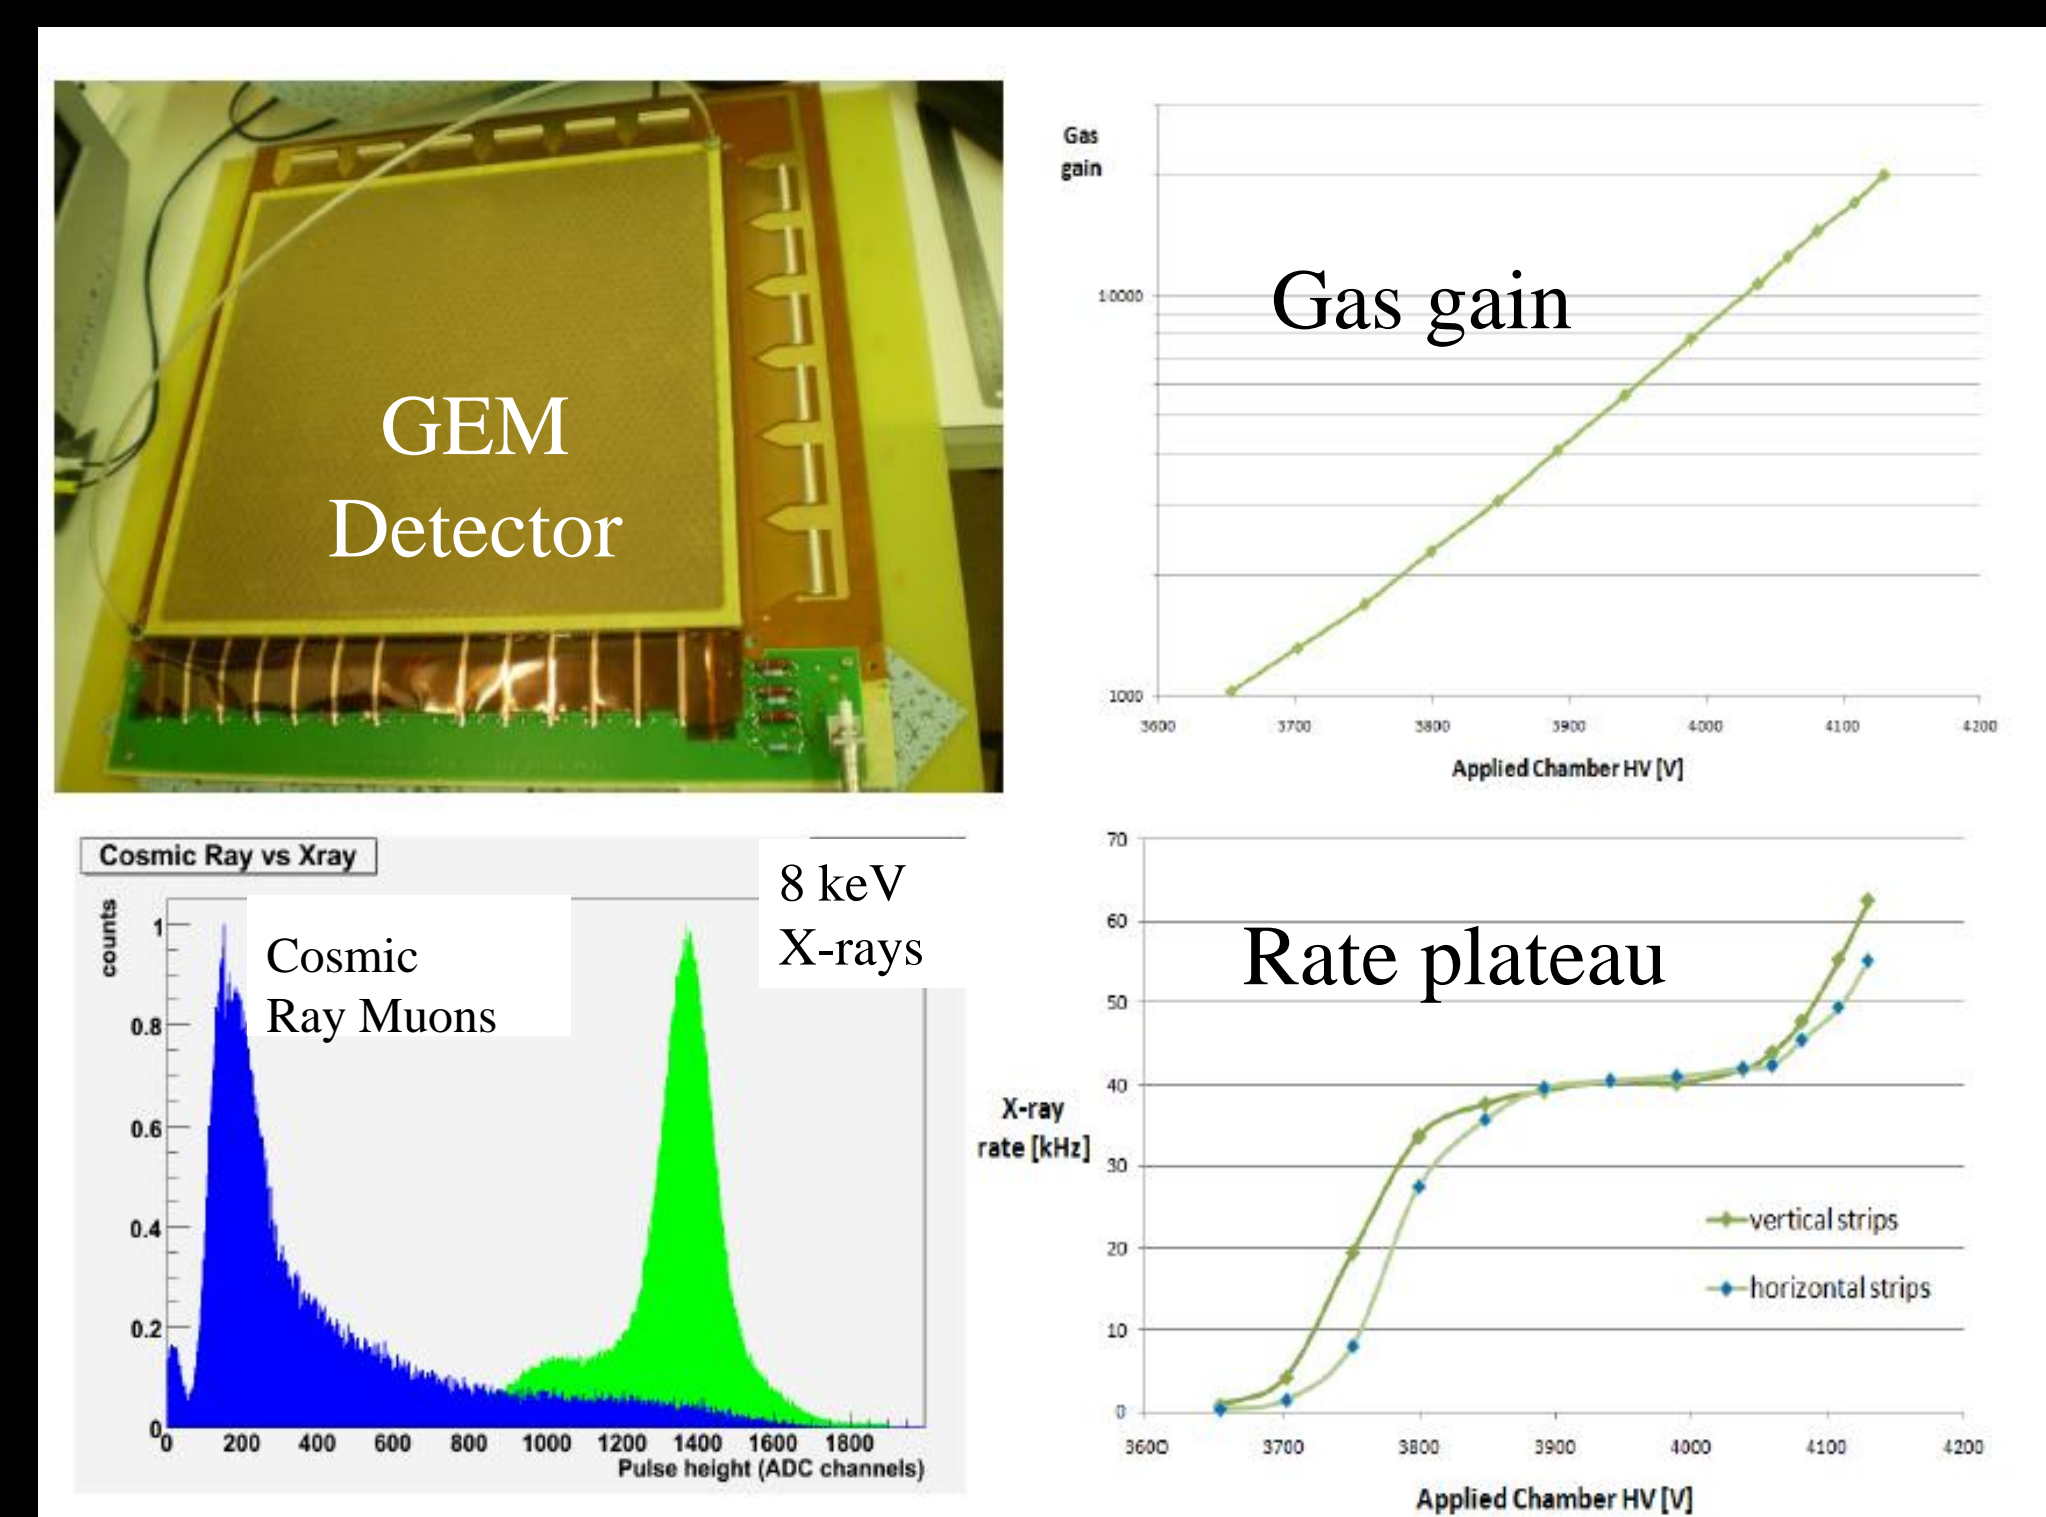 GEM
Detector
Gas
gain
Gas gain
10000
1000
3600 3700 3800 3900 4000 4100 4200
Applied Chamber HV [V]
Cosmic Ray vs Xray
counts
Cosmic
Ray Muons
8 keV
X-rays
1
0.8
0.6
0.4
0.2
0
0 200 400 600 800 1000 1200 1400 1600 1800
Pulse height (ADC channels)
Rate plateau
X-ray
rate [kHz]
70
60
50
40
30
20
10
0
vertical strips
horizontal strips
3600 3700 3800 3900 4000 4100 4200
Applied Chamber HV [V]